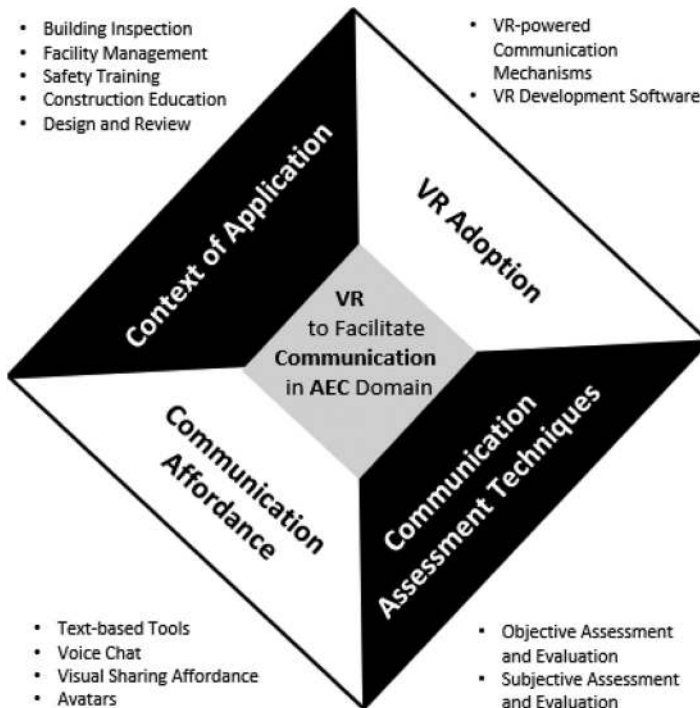 • Building Inspection
• Facility Management
• Safety Training
• Construction Education
• Design and Review
• VR-powered
Communication
Mechanisms
• VR Development Software
Context of Application
VR Adoption
VR
to Facilitate
Communication
in AEC Domain
Communication
Affordance
Communication
Assessment Techniques
• Text-based Tools
• Voice Chat
• Visual Sharing Affordance
• Avatars
• Objective Assessment
and Evaluation
• Subjective Assessment
and Evaluation